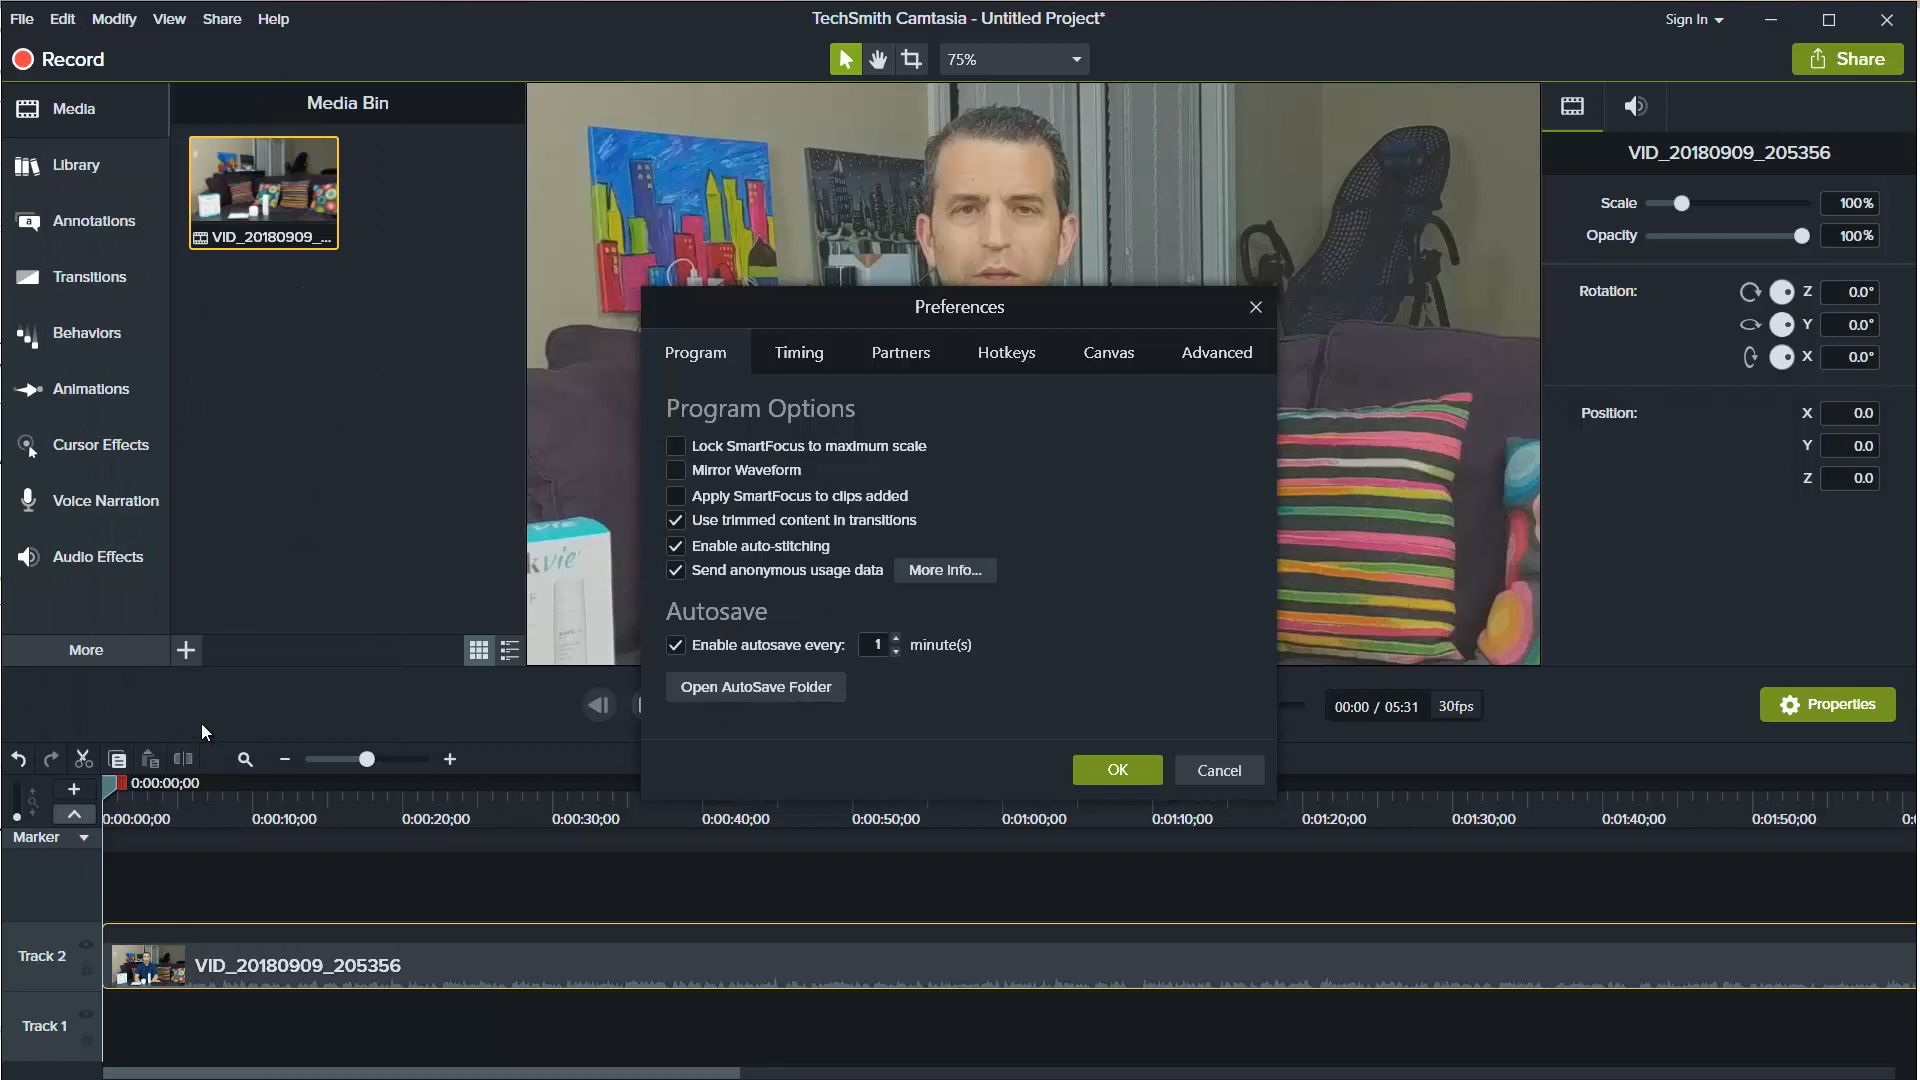 File Edit Modify View Share Help
TechSmith Camtasia - Untitled Project*
Sign In
Record
75%
Share
Media
Library
Annotations
a
Transitions
Behaviors
Animations
Cursor Effects
Voice Narration
Audio Effects
More
Media Bin
VID_20180909_...
VID_20180909_205356
Scale 100%
Opacity 100%
Rotation: Z 0.0°
Y 0.0°
X 0.0°
Position: X 0.0
Y 0.0
Z 0.0
Preferences
Program Timing Partners Hotkeys Canvas Advanced
Program Options
Lock SmartFocus to maximum scale
Mirror Waveform
Apply SmartFocus to clips added
Use trimmed content in transitions
Enable auto-stitching
Send anonymous usage data More Info...
Autosave
Enable autosave every: 1 minute(s)
Open AutoSave Folder
OK Cancel
00:00 / 05:31 30fps
Properties
0:00:00;00
0:00:00;00 0:00:10;00 0:00:20;00 0:00:30;00 0:00:40;00 0:00:50;00 0:01:00;00 0:01:10;00 0:01:20;00 0:01:30;00 0:01:40;00 0:01:50;00
Marker
Track 2
VID_20180909_205356
Track 1